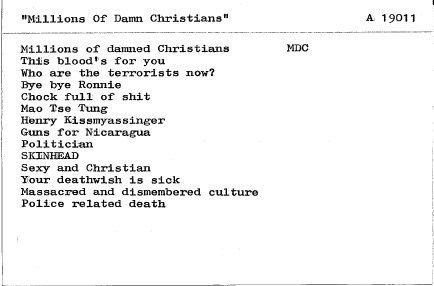 "Millions Of Damn Christians" A 19011
Millions of damned Christians MDC
This blood's for you
Who are the terrorists now?
Bye bye Ronnie
Chock full of shit
Mao Tse Tung
Henry Kissmyassinger
Guns for Nicaragua
Politician
SKINHEAD
Sexy and Christian
Your deathwish is sick
Massacred and dismembered culture
Police related death